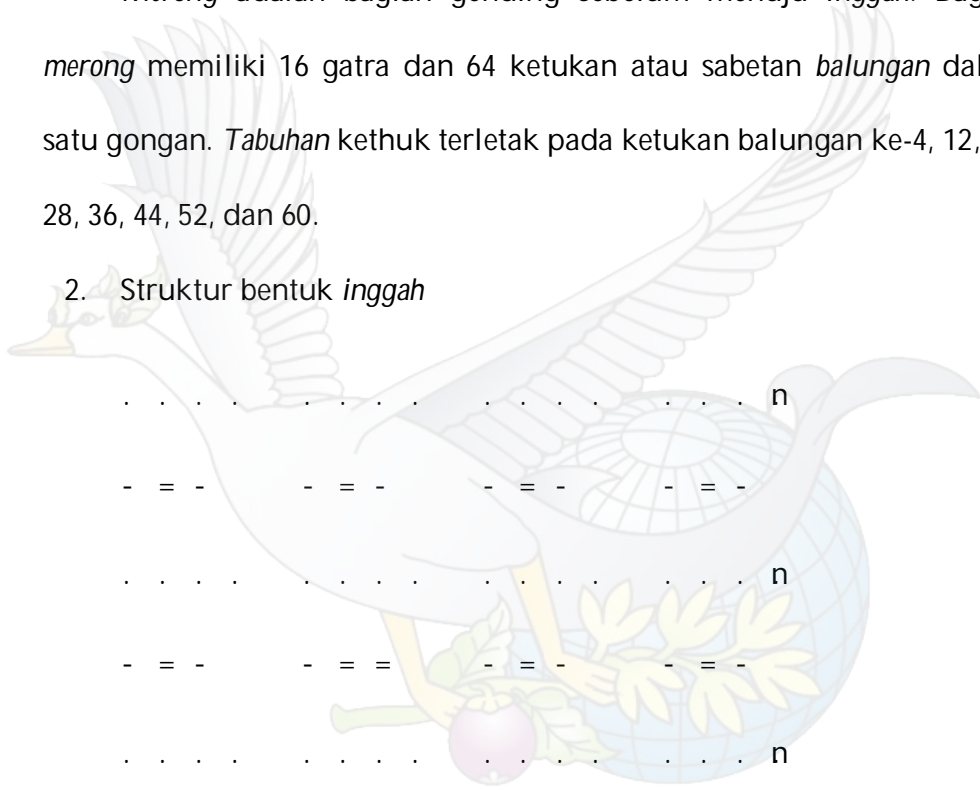 merong memiliki 16 gatra dan 64 ketukan atau sabetan balungan
satu gongan. Tabuhan kethuk terletak pada ketukan balungan ke-4, 12,
28, 36, 44, 52, dan 60.
2. Struktur bentuk inggah
. . . . . . . . . . . . . . . n
- = - - = - - = - - = -
. . . . . . . . . . . . . . . n
- = - - = = - = - - = -
. . . . . . . . . . . . . . . n